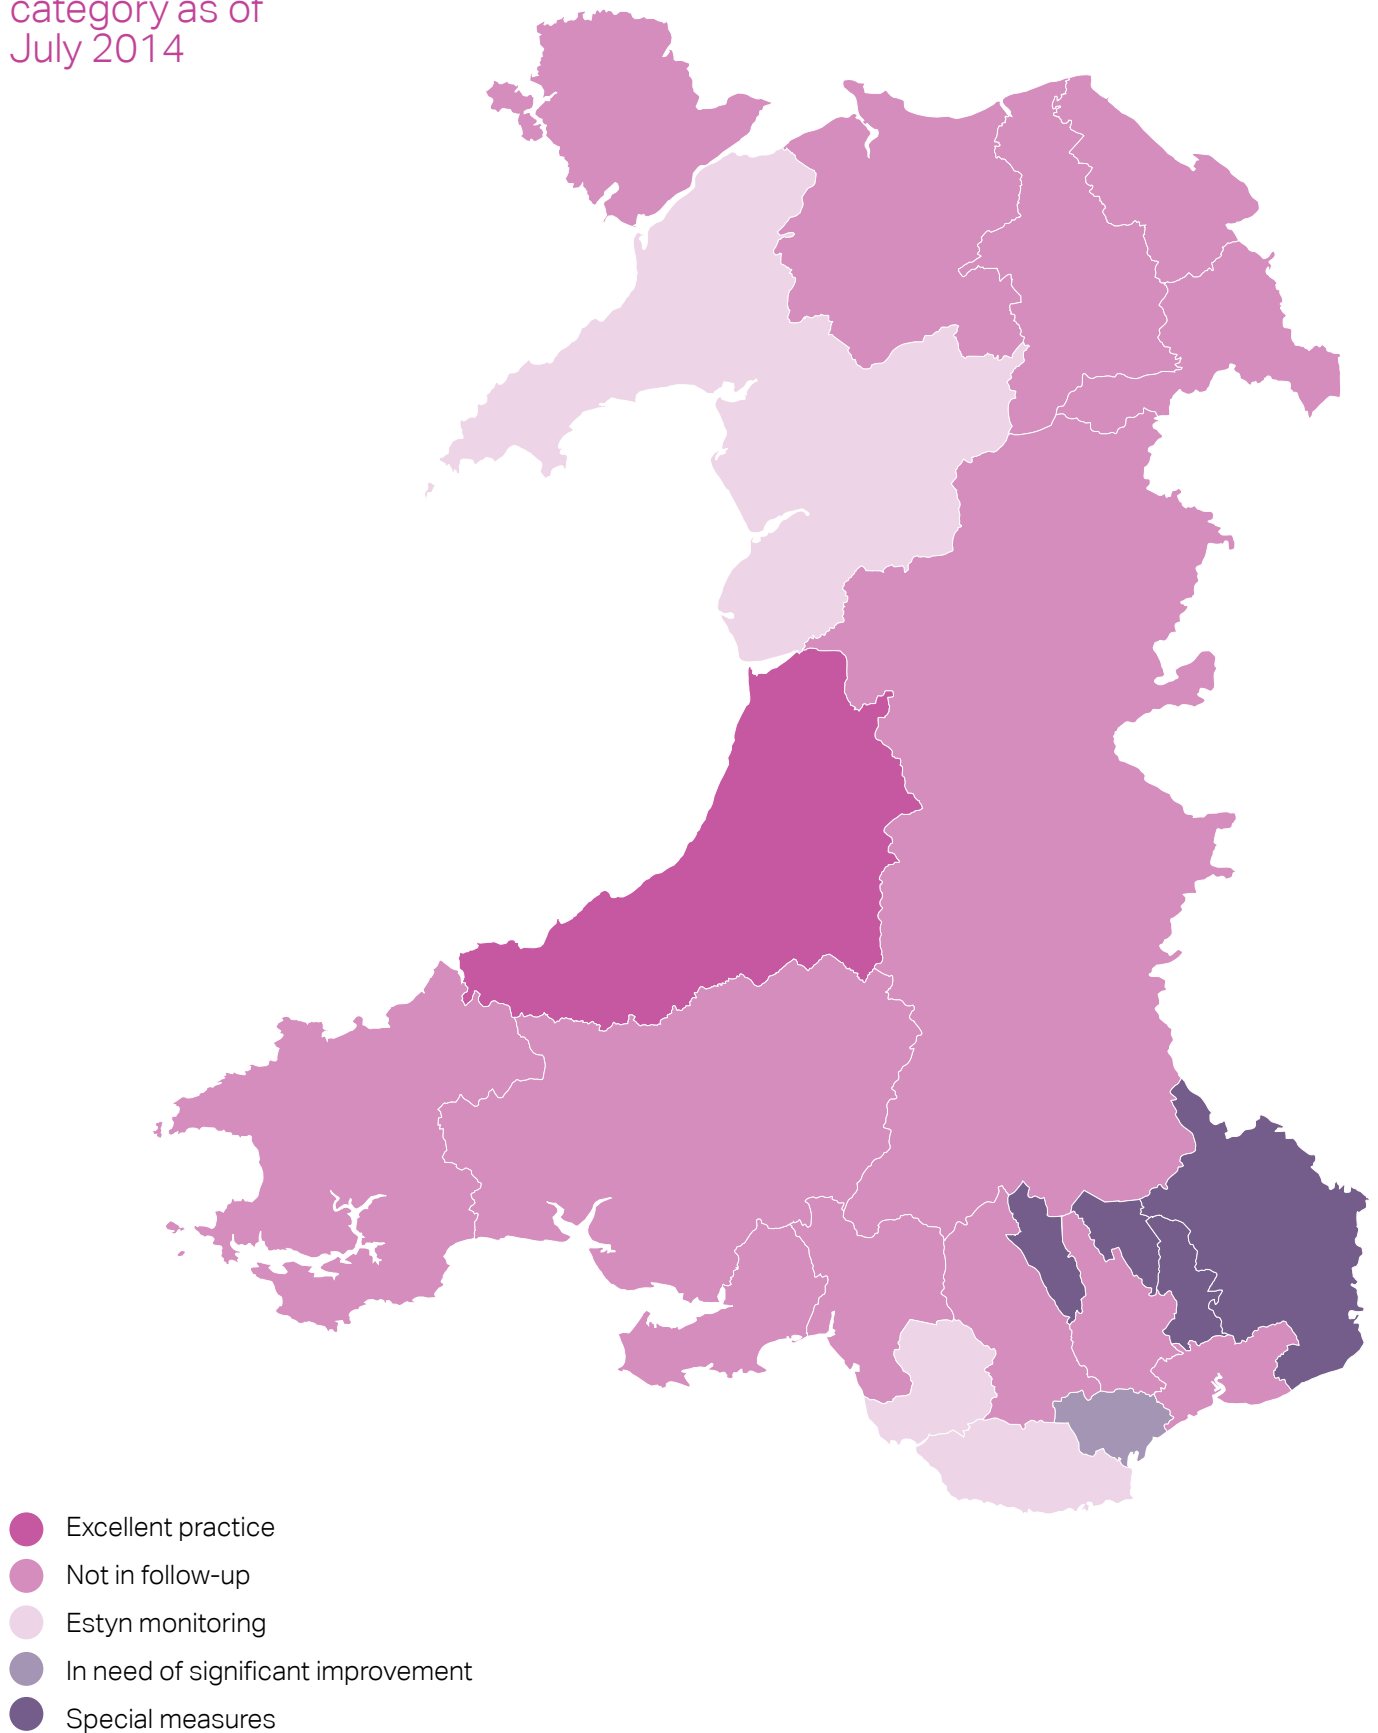 category as of
July 2014
Excellent practice
Not in follow-up
Estyn monitoring
In need of significant improvement
Special measures